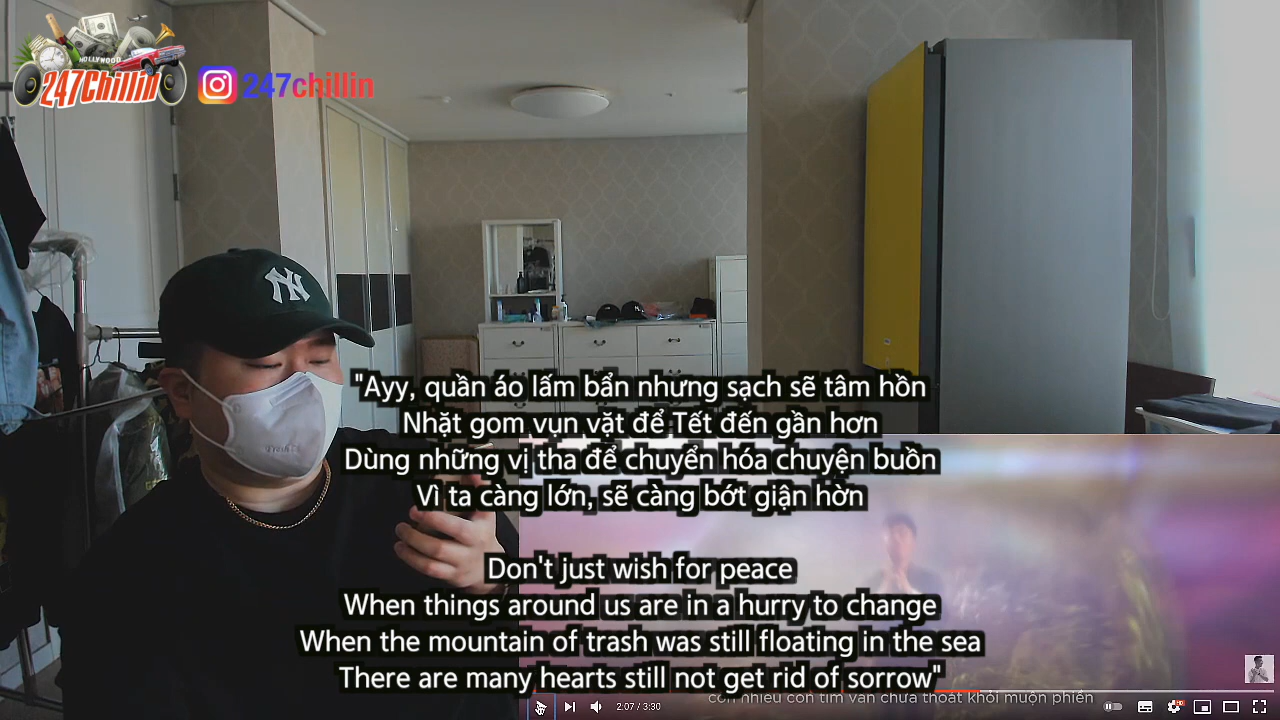 HOLLYWOOD
247Chillin
247chillin
NY
"Ayy, quần áo lấm bẩn nhưng sạch sẽ tâm hồn
Nhặt gom vụn vặt để Tết đến gần hơn
Dùng những vị tha để chuyển hóa chuyện buồn
Vì ta càng lớn, sẽ càng bớt giận hờn
Don't just wish for peace
When things around us are in a hurry to change
When the mountain of trash was still floating in the sea
There are many hearts still not get rid of sorrow"
còn nhiều con tim vẫn chưa thoát khỏi muộn phiền
2:07 / 3:30